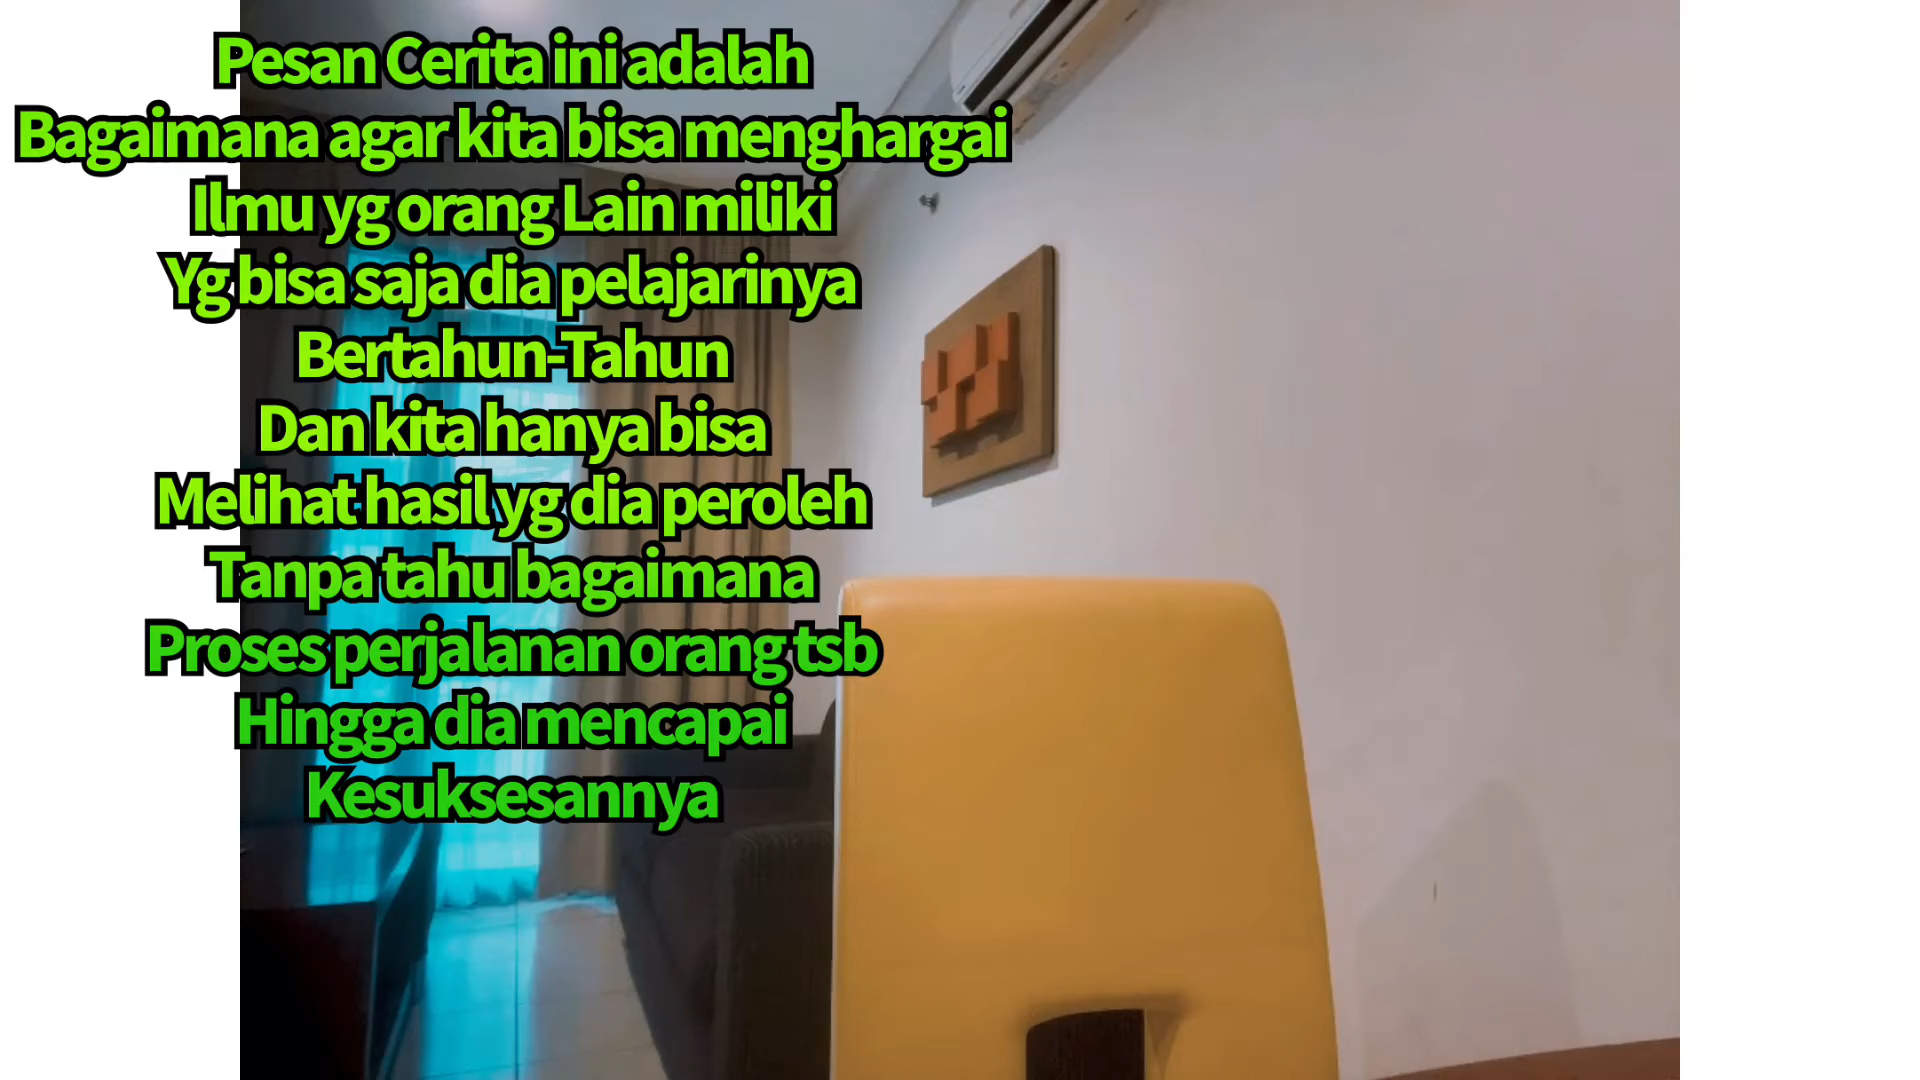 Pesan Cerita ini adalah
Bagaimana agar kita bisa menghargai
Ilmu yg orang Lain miliki
Yg bisa saja dia pelajarinya
Bertahun-Tahun
Dan kita hanya bisa
Melihat hasil yg dia peroleh
Tanpa tahu bagaimana
Proses perjalanan orang tsb
Hingga dia mencapai
Kesuksesannya